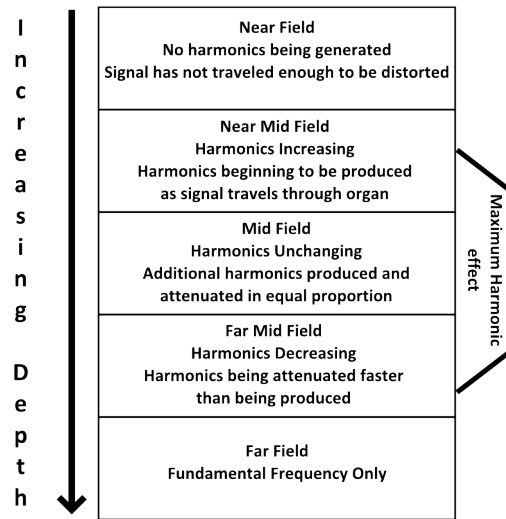 Increasing Depth
Near Field
No harmonics being generated
Signal has not traveled enough to be distorted
Near Mid Field
Harmonics Increasing
Harmonics beginning to be produced
as signal travels through organ
Mid Field
Harmonics Unchanging
Additional harmonics produced and
attenuated in equal proportion
Far Mid Field
Harmonics Decreasing
Harmonics being attenuated faster
than being produced
Far Field
Fundamental Frequency Only
Maximum Harmonic
effect